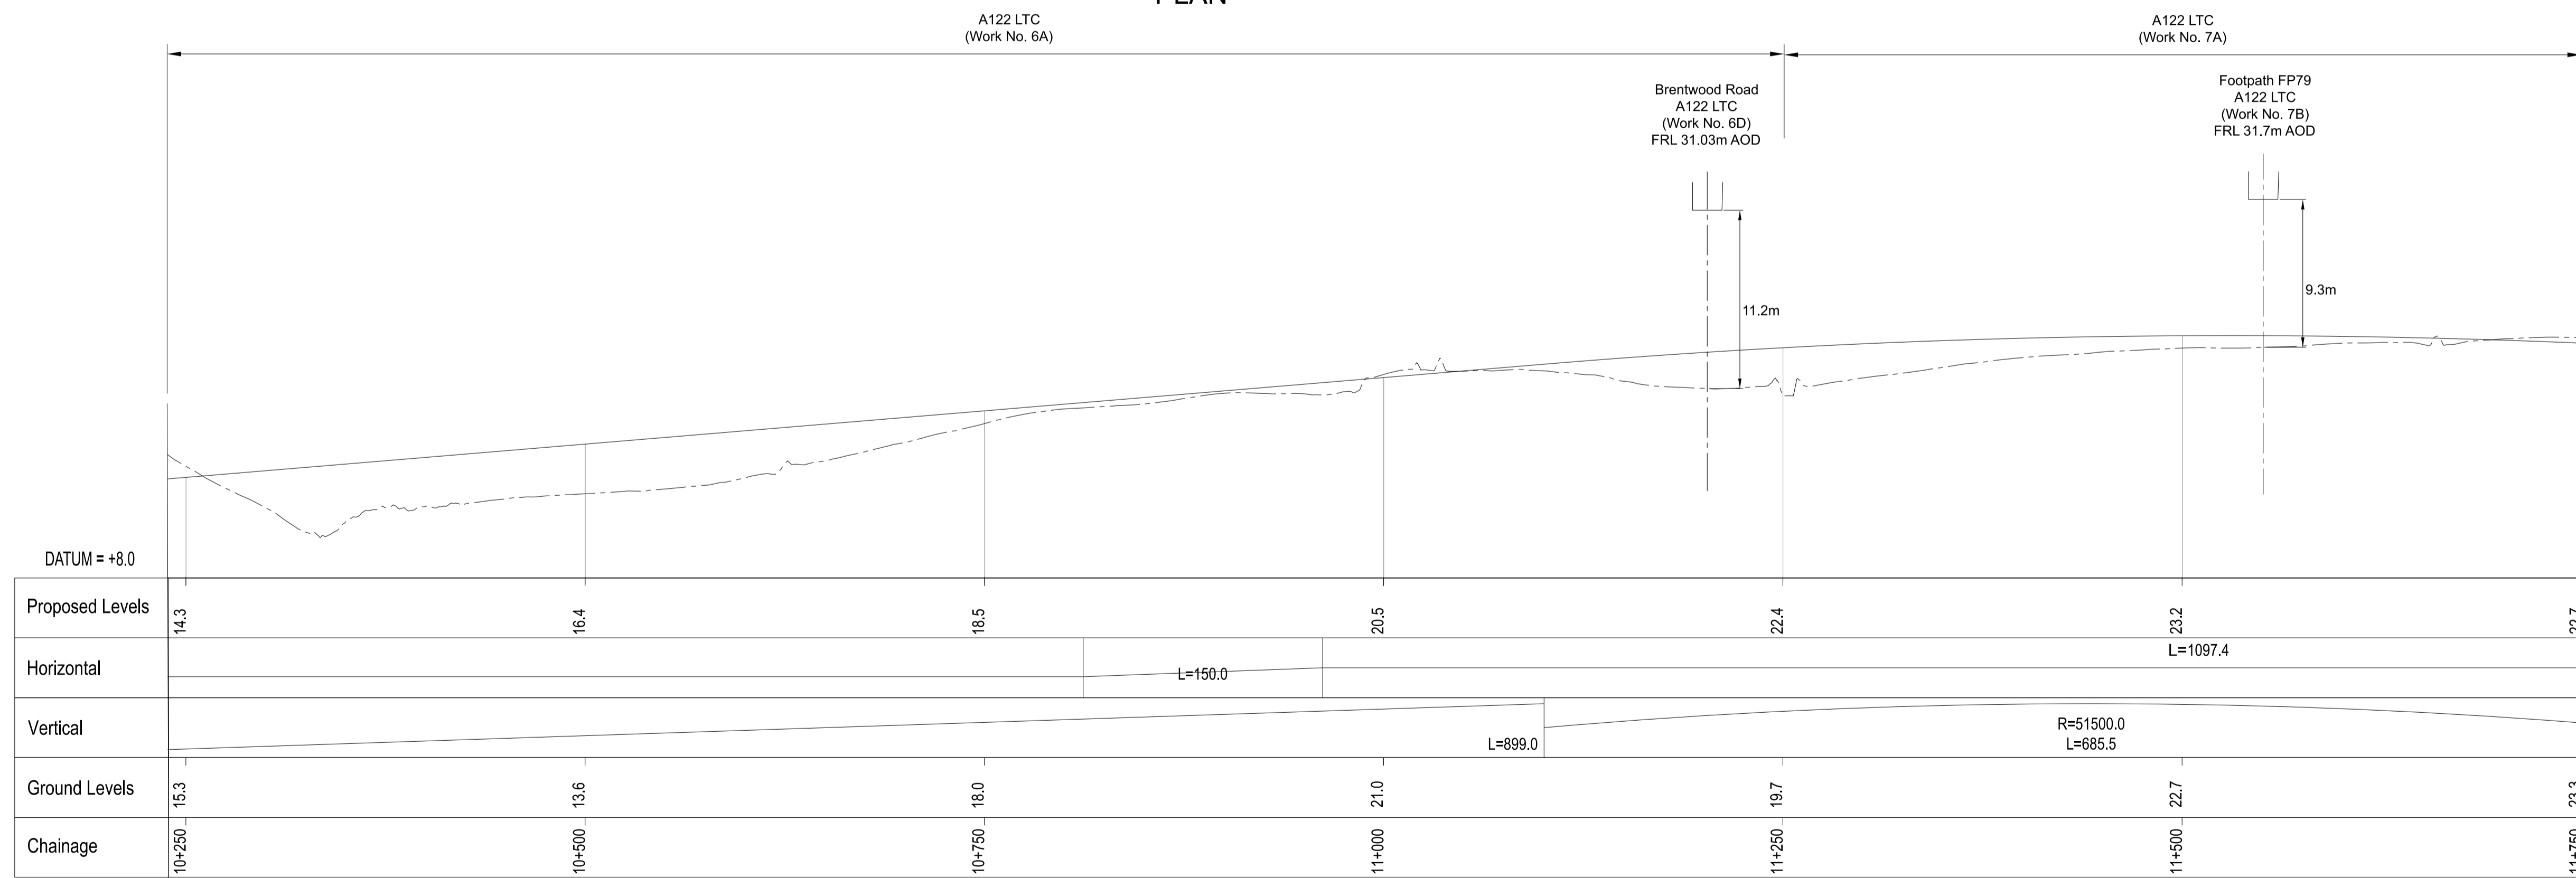 A122 LTC
(Work No. 6A)
A122 LTC
(Work No. 7A)
Brentwood Road
A122 LTC
(Work No. 6D)
FRL 31.03m AOD
Footpath FP79
A122 LTC
(Work No. 7B)
FRL 31.7m AOD
11.2m
9.3m
DATUM = +8.0
Proposed Levels 14.3 16.4 18.5 20.5 22.4 23.2
Horizontal L=150.0 L=1097.4
Vertical L=899.0 R=51500.0
L=685.5
Ground Levels 15.3 13.6 18.0 21.0 19.7 22.7 23.3
Chainage 10+250 10+500 10+750 11+000 11+250 11+500 11+750